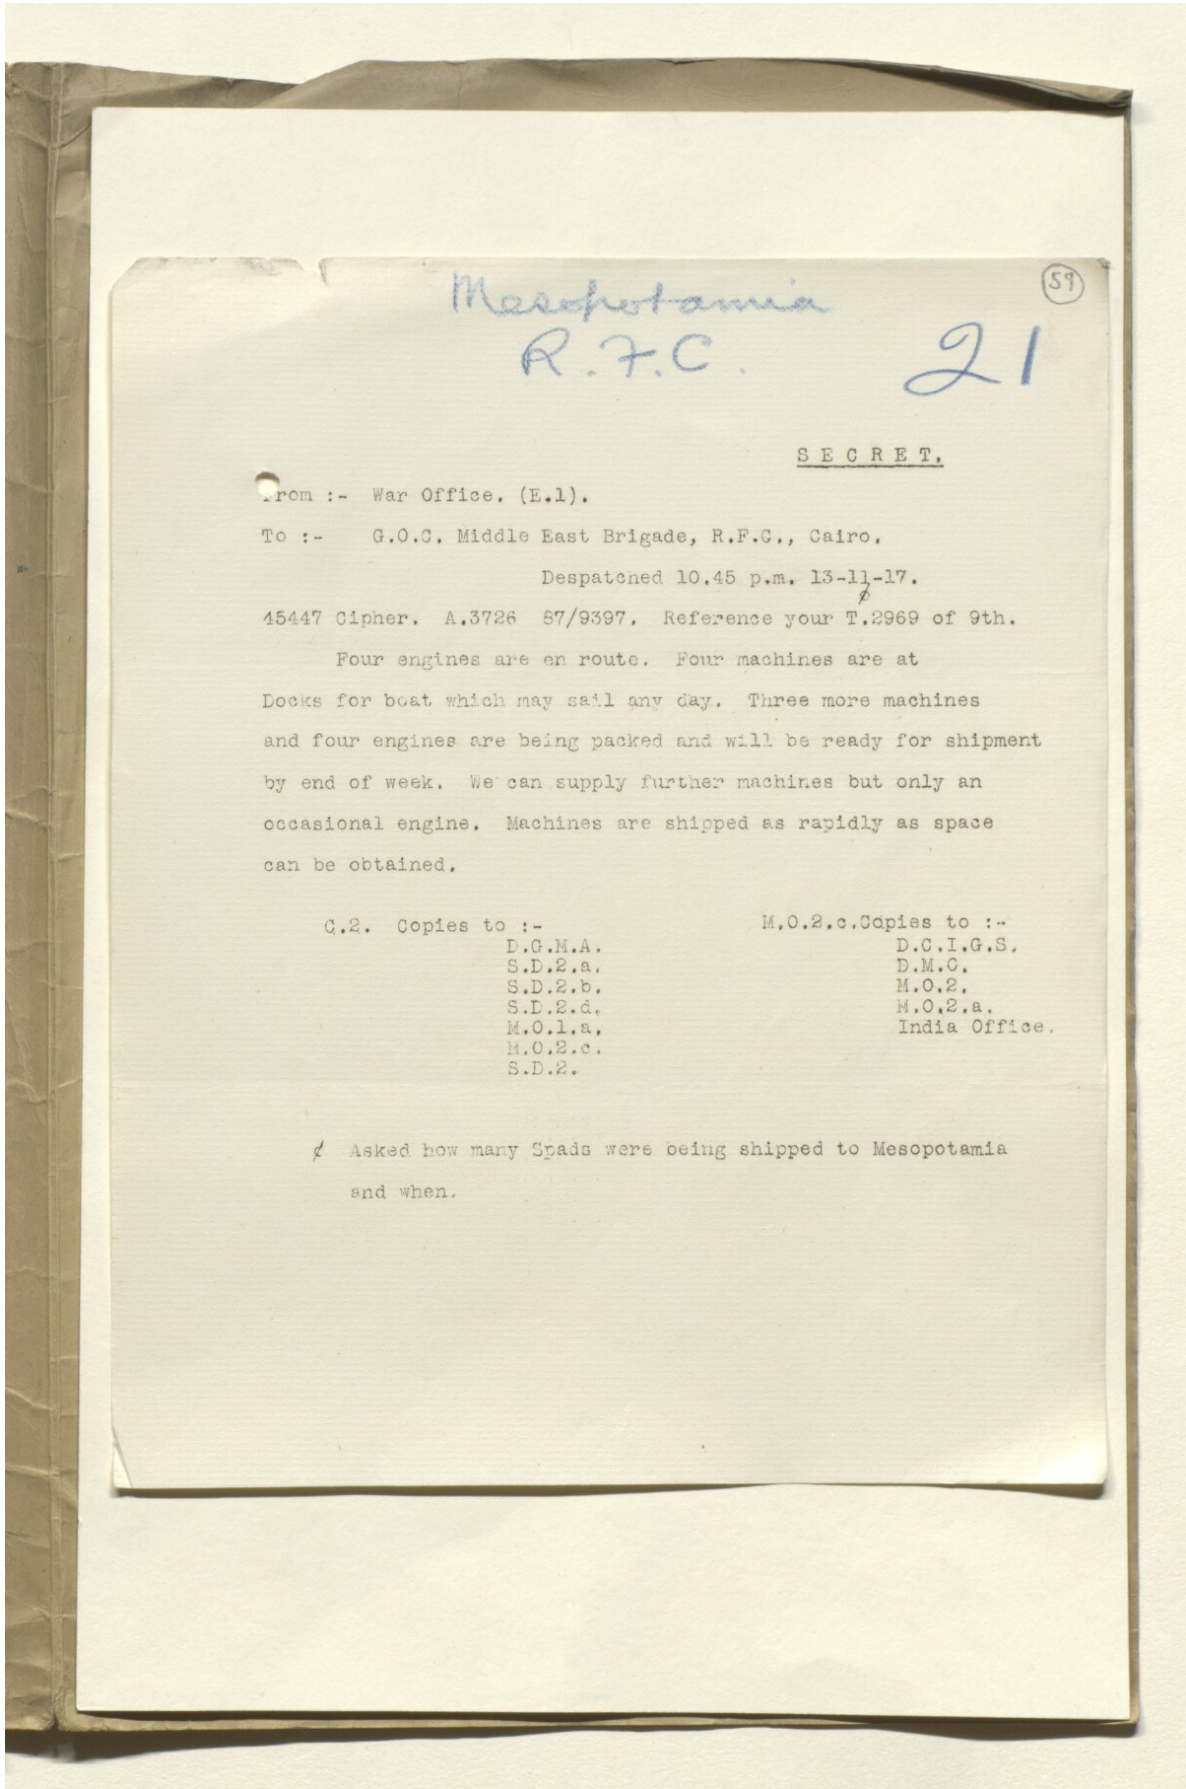 Mesopotamia
59
R.F.C.
21
SECRET.
From :- War Office. (E.1).
To :- G.O.C. Middle East Brigade, R.F.C., Cairo.
Despatched 10.45 p.m. 13-11-17.
¢
45447 Cipher. A.3726 87/9397. Reference your T.2969 of 9th.
Four engines are en route. Four machines are at
Docks for boat which may sail any day. Three more machines
and four engines are being packed and will be ready for shipment
by end of week. We can supply further machines but only an
occasional engine. Machines are shipped as rapidly as space
can be obtained.
C.2. Copies to :- M.O.2.c.Copies to :-
D.G.M.A. D.C.I.G.S.
S.D.2.a. D.M.O.
S.D.2.b. M.O.2.
S.D.2.d. M.O.2.a.
M.O.1.a. India Office.
M.O.2.c.
S.D.2.
¢ Asked how many Spads were being shipped to Mesopotamia
and when.